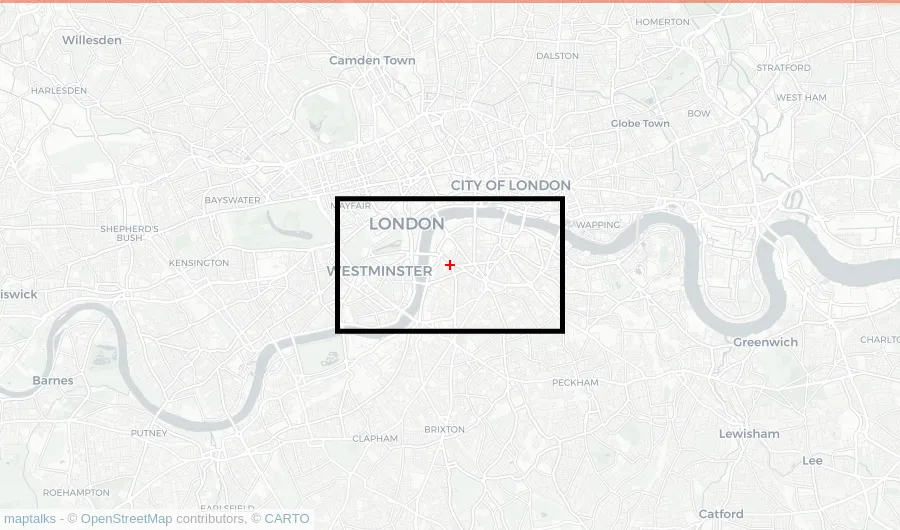 HOMERTON
Willesden
Camden Town
DALSTON
STRATFORD
HARLESDEN
WEST HAM
BOW
Globe Town
CITY OF LONDON
BAYSWATER
MAYFAIR
LONDON
WAPPING
SHEPHERD'S
BUSH
KENSINGTON
WESTMINSTER
iswick
Greenwich
CHARLTO
Barnes
PECKHAM
PUTNEY
CLAPHAM
BRIXTON
Lewisham
Lee
ROEHAMPTON
EARLSFIELD
Catford
maptalks - © OpenStreetMap contributors, © CARTO